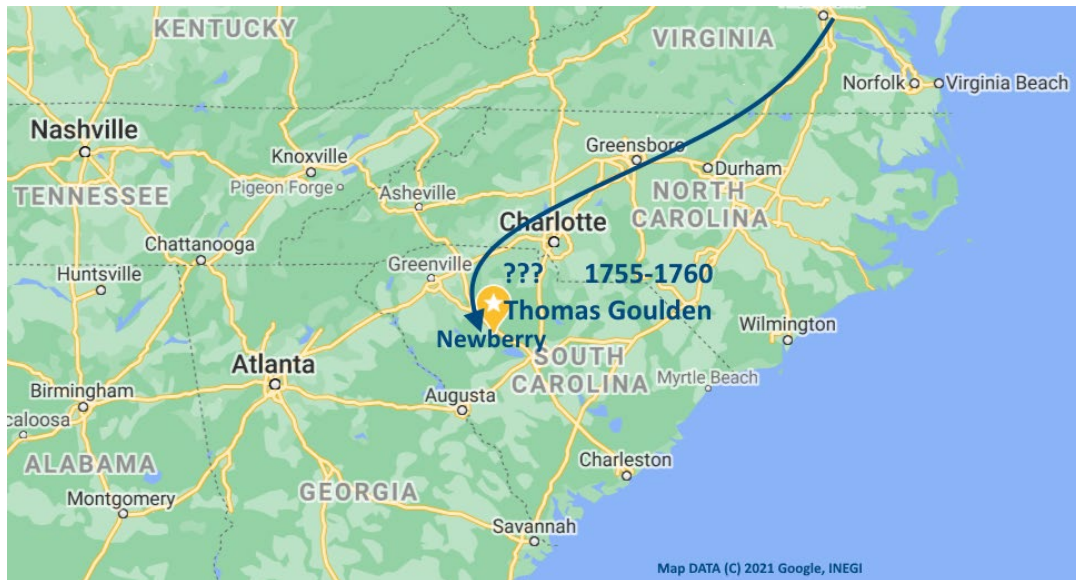 KENTUCKY
VIRGINIA
Norfolk
Virginia Beach
Nashville
Greensboro
Knoxville
Durham
Pigeon Forge
TENNESSEE
Asheville
NORTH
CAROLINA
Charlotte
Chattanooga
Greenville
??? 1755-1760
Huntsville
Thomas Goulden
Newberry
Wilmington
Atlanta
SOUTH
CAROLINA
Myrtle Beach
Birmingham
Augusta
caloosa
ALABAMA
Charleston
GEORGIA
Montgomery
Savannah
Map DATA (C) 2021 Google, INEGI